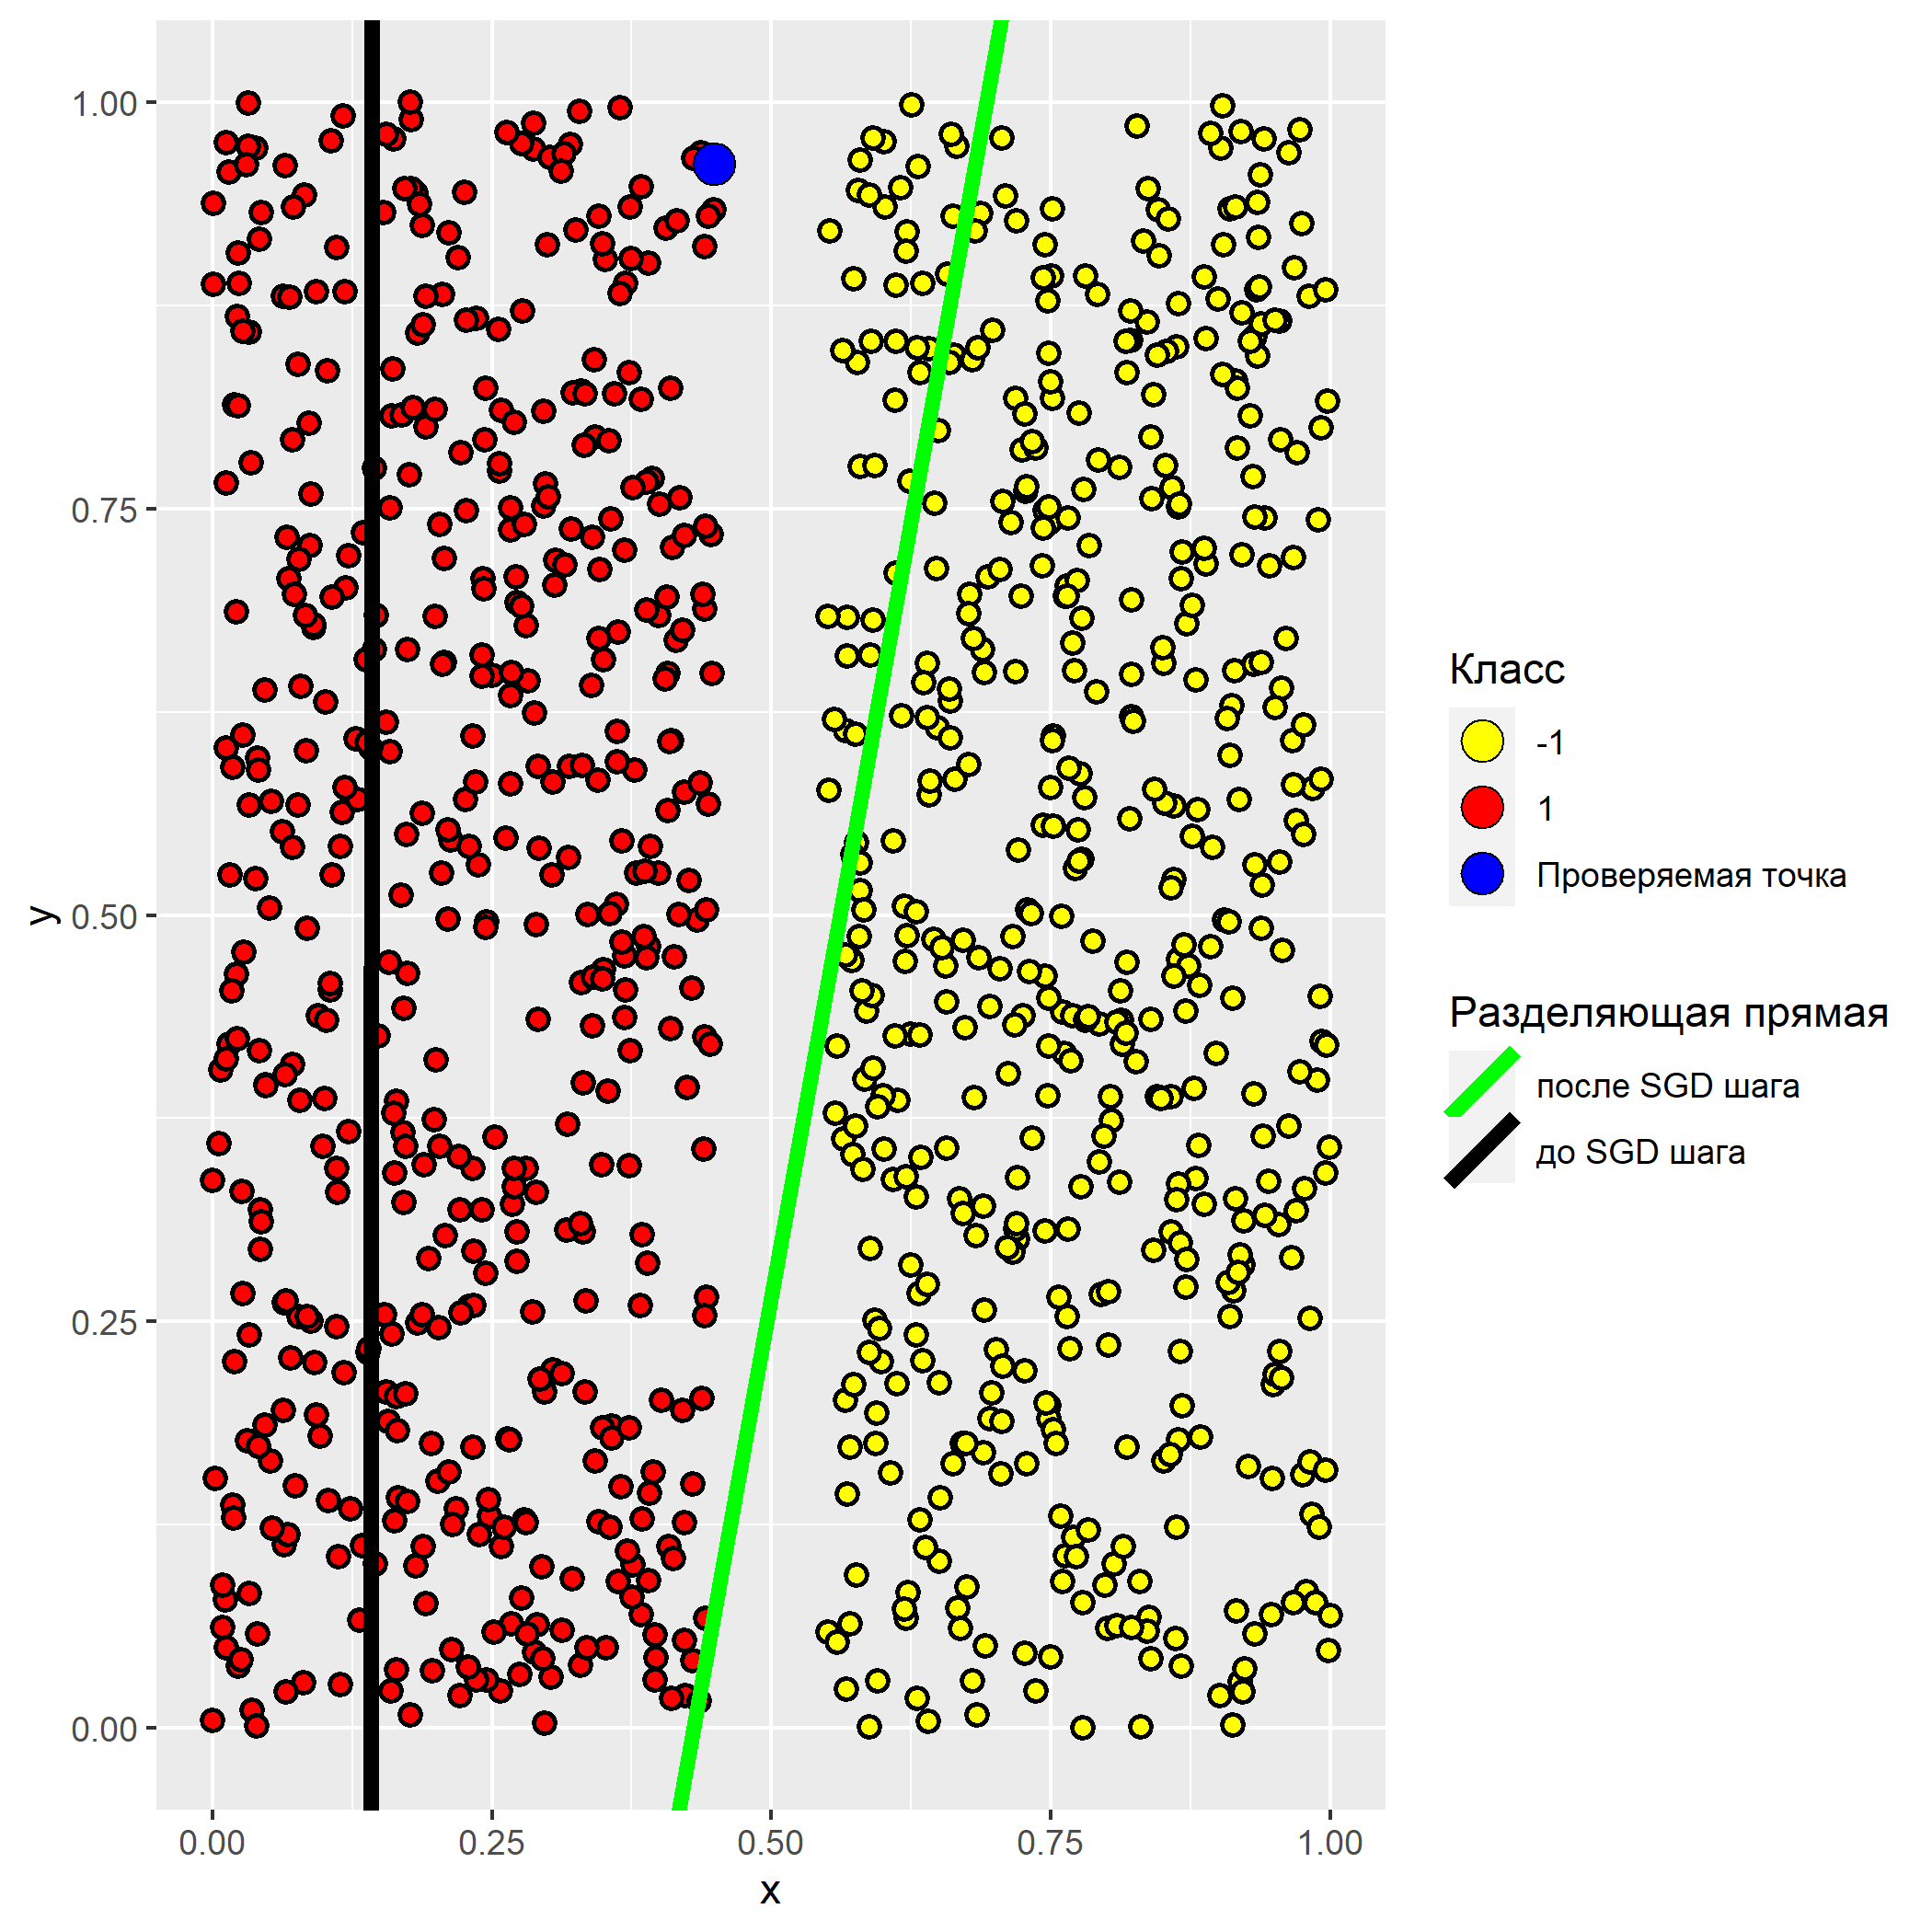 1.00
0.75
0.50
0.25
0.00
y
0.00 0.25 0.50 0.75 1.00
x
Класс
-1
1
Проверяемая точка
Разделяющая прямая
после SGD шага
до SGD шага